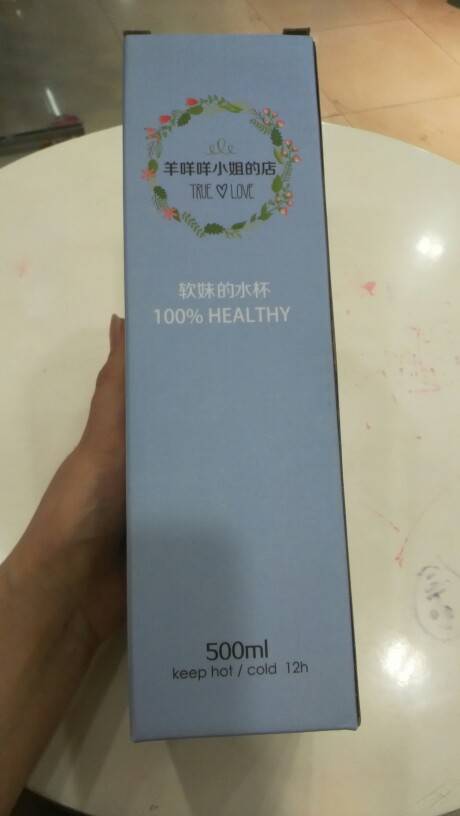 羊咩咩小姐的店
TRUE LOVE
软妹的水杯
100% HEALTHY
500ml
keep hot / cold 12h